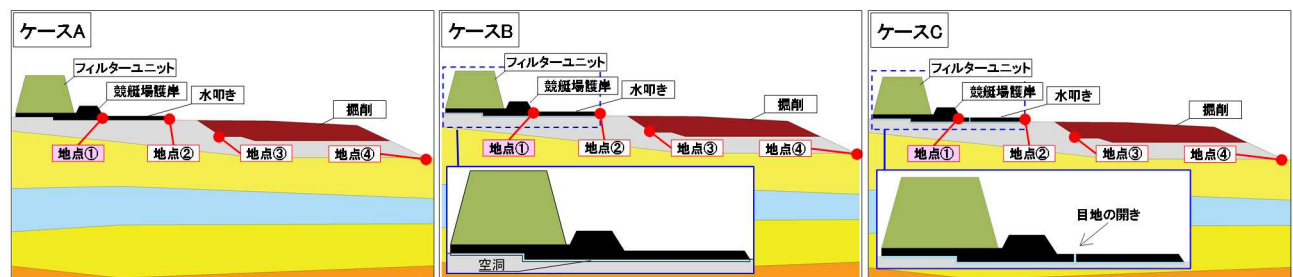 ケースA
フィルターユニット
競艇場護岸
水叩き
掘削
地点①
地点②
地点③
地点④
ケースB
フィルターユニット
競艇場護岸
水叩き
掘削
地点①
地点②
地点③
地点④
空洞
ケースC
フィルターユニット
競艇場護岸
水叩き
掘削
地点①
地点②
地点③
地点④
目地の開き